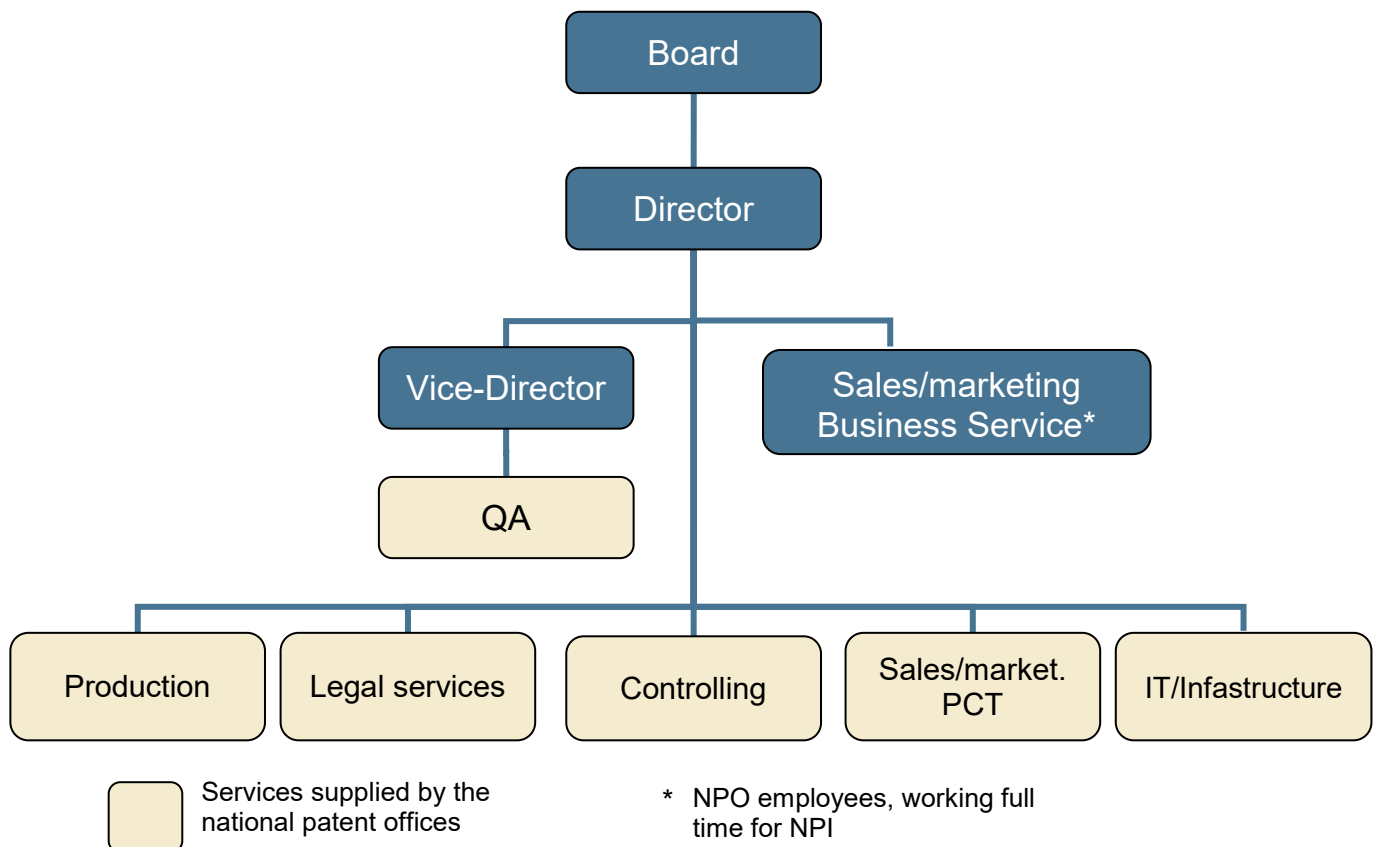 Board
Director
Vice-Director
Sales/marketing
Business Service*
QA
Production
Legal services
Controlling
Sales/market.
PCT
IT/Infastructure
Services supplied by the
national patent offices
* NPO employees, working full
time for NPI